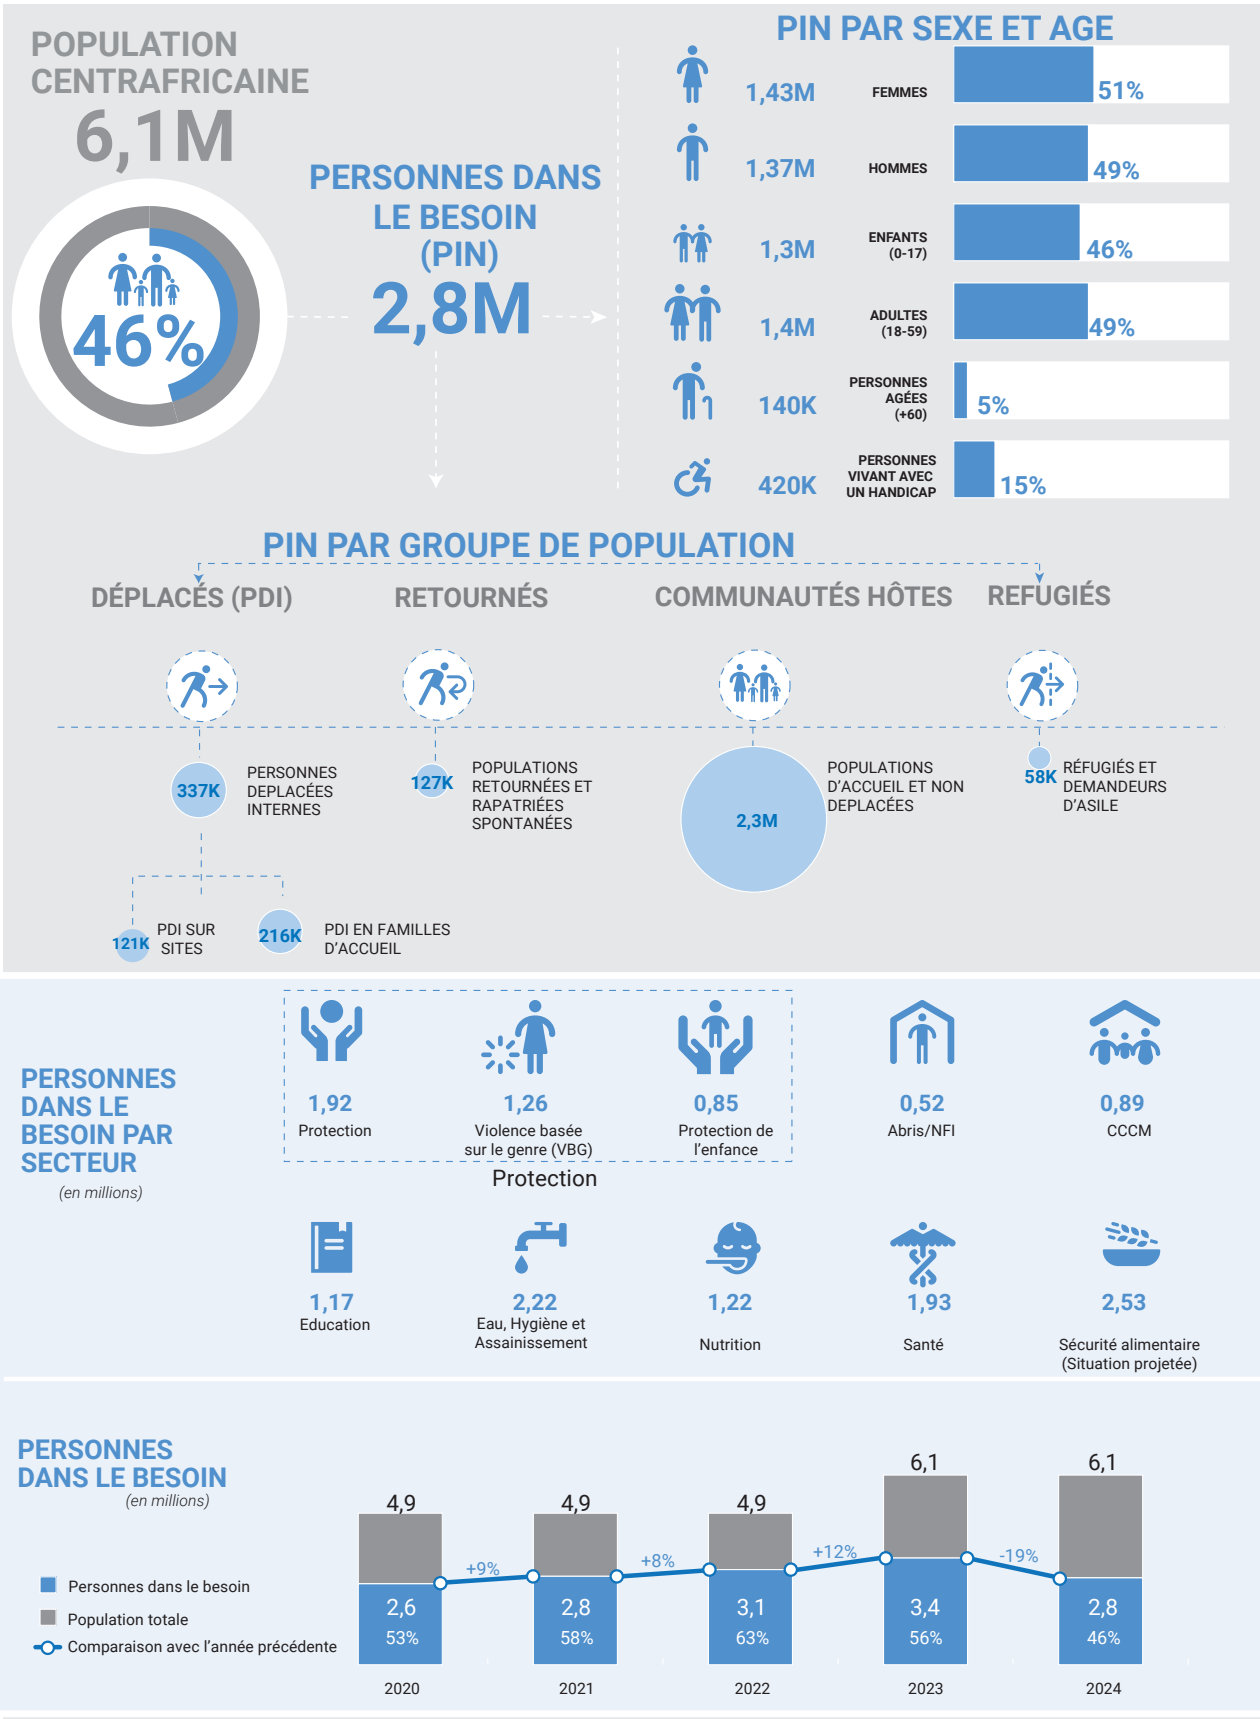 POPULATION
CENTRAFRICAINE
6,1M
46%
PERSONNES DANS
LE BESOIN
(PIN)
2,8M
PIN PAR SEXE ET AGE
1,43M
FEMMES
51%
1,37M
HOMMES
49%
1,3M
ENFANTS
(0-17)
46%
1,4M
ADULTES
(18-59)
49%
140K
PERSONNES
AGÉES
(+60)
5%
420K
PERSONNES
VIVANT AVEC
UN HANDICAP
15%
PIN PAR GROUPE DE POPULATION
DÉPLACÉS (PDI)
RETOURNÉS
COMMUNAUTÉS HÔTES
REFUGIÉS
337K
PERSONNES
DEPLACÉES
INTERNES
127K
POPULATIONS
RETOURNÉES ET
RAPATRIÉES
SPONTANÉES
2,3M
POPULATIONS
D'ACCUEIL ET NON
DEPLACÉES
58K
RÉFUGIÉS ET
DEMANDEURS
D'ASILE
121K
PDI SUR
SITES
216K
PDI EN FAMILLES
D'ACCUEIL
PERSONNES
DANS LE
BESOIN PAR
SECTEUR
(en millions)
1,92
Protection
1,26
Violence basée
sur le genre (VBG)
0,85
Protection de
l'enfance
Protection
0,52
Abris/NFI
0,89
CCCM
1,17
Education
2,22
Eau, Hygiène et
Assainissement
1,22
Nutrition
1,93
Santé
2,53
Sécurité alimentaire
(Situation projetée)
PERSONNES
DANS LE BESOIN
(en millions)
Personnes dans le besoin
Population totale
Comparaison avec l'année précédente
4,9
4,9
4,9
6,1
6,1
+9%
+8%
+12%
-19%
2,6
2,8
3,1
3,4
2,8
53%
58%
63%
56%
46%
2020
2021
2022
2023
2024